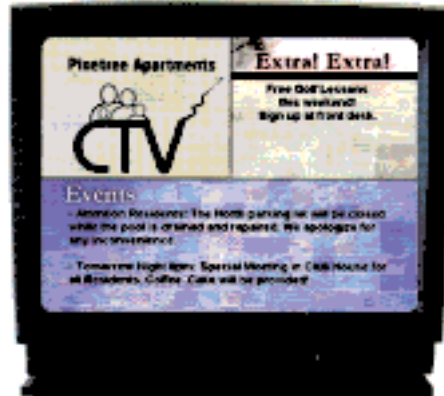 Pinetree Apartments
CTV
Extra! Extra!
Free Golf Lessons
this weekend!
Sign up at front desk.
Events
- Attention Residents: The North parking lot will be closed
while the pool is drained and repaired. We apologize for
any inconvenience.
- Tomorrow Night 8pm: Special Meeting in Club House for
all Residents. Coffee, Cake will be provided!